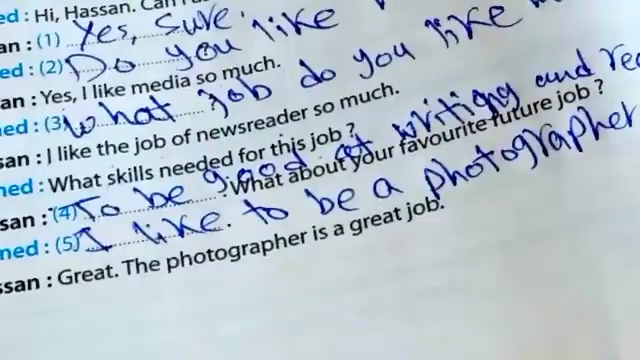 ed : Hi, Hassan. Can I
an : (1) Yes, sure.
ed : (2) Do you like
an : Yes, I like media so much.
ned : (3) What job do you like
san : I like the job of newsreader so much.
ned : What skills needed for this job ?
san : (4) To be good at writigng and rea
. What about your favourite future job ?
med : (5) I like to be a photographer
ssan : Great. The photographer is a great job.